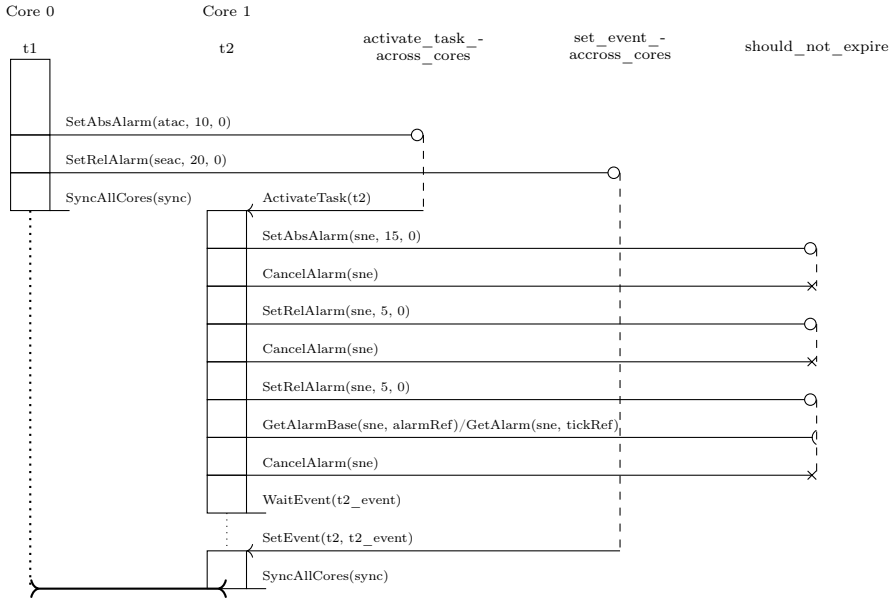 Core 0
Core 1
t1
t2
activate_task_-
across_cores
set_event_-
accross_cores
should_not_expire
SetAbsAlarm(atac, 10, 0)
SetRelAlarm(seac, 20, 0)
SyncAllCores(sync)
ActivateTask(t2)
SetAbsAlarm(sne, 15, 0)
CancelAlarm(sne)
SetRelAlarm(sne, 5, 0)
CancelAlarm(sne)
SetRelAlarm(sne, 5, 0)
GetAlarmBase(sne, alarmRef)/GetAlarm(sne, tickRef)
CancelAlarm(sne)
WaitEvent(t2_event)
SetEvent(t2, t2_event)
SyncAllCores(sync)